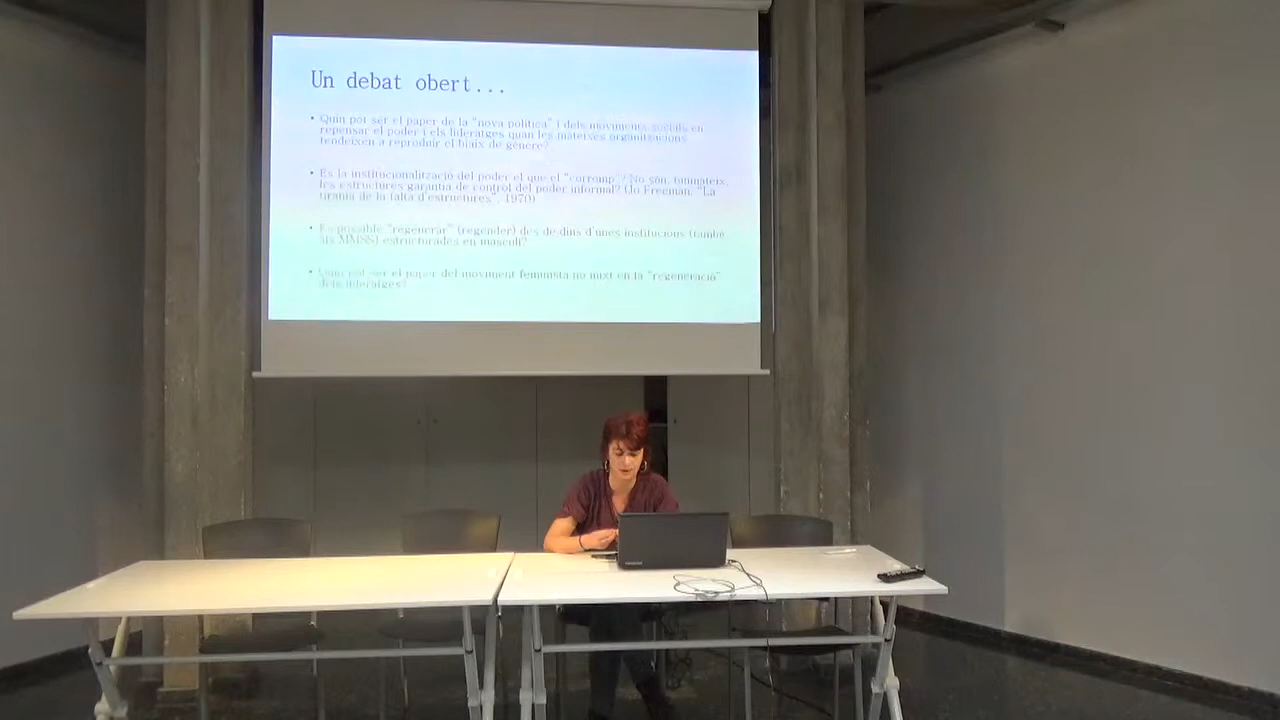 Un debat obert...
• Quin pot ser el paper de la "nova política" i dels moviments socials en
repensar el poder i els lideratges quan les mateixes organitzacions
tendeixen a reproduir el biaix de gènere?
• És la institucionalització del poder el que el "corromp"? No són, tanmateix,
les estructures garantia de control del poder informal? (Jo Freeman, "La
tirania de la falta d'estructures", 1970)
• És possible "regenerar" (regender) des de dins d'unes institucions (també
els MMSS) estructurades en masculí?
• Quin pot ser el paper del moviment feminista no mixt en la "regeneració"
dels lideratges?